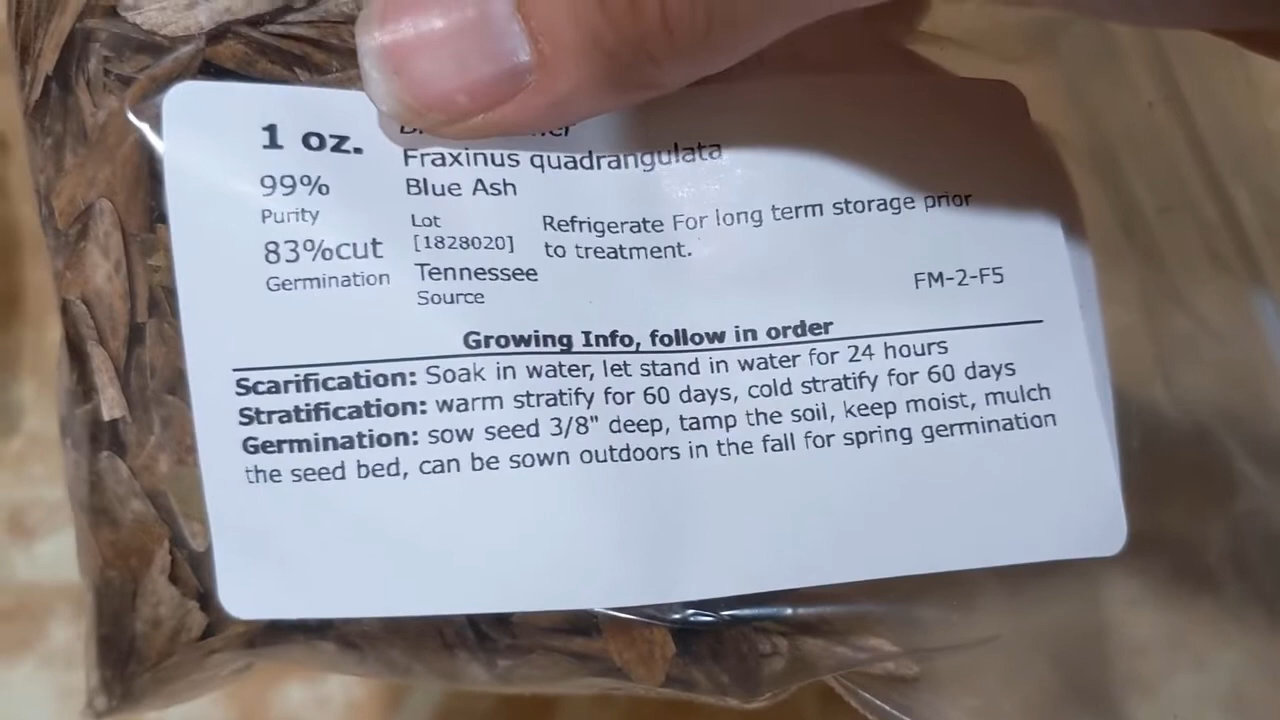 1 oz.
Fraxinus quadrangulata
99%
Blue Ash
Purity
Lot
Refrigerate For long term storage prior
83%cut
[1828020]
to treatment.
Germination
Tennessee
Source
FM-2-F5
Growing Info, follow in order
Scarification: Soak in water, let stand in water for 24 hours
Stratification: warm stratify for 60 days, cold stratify for 60 days
Germination: sow seed 3/8" deep, tamp the soil, keep moist, mulch
the seed bed, can be sown outdoors in the fall for spring germination